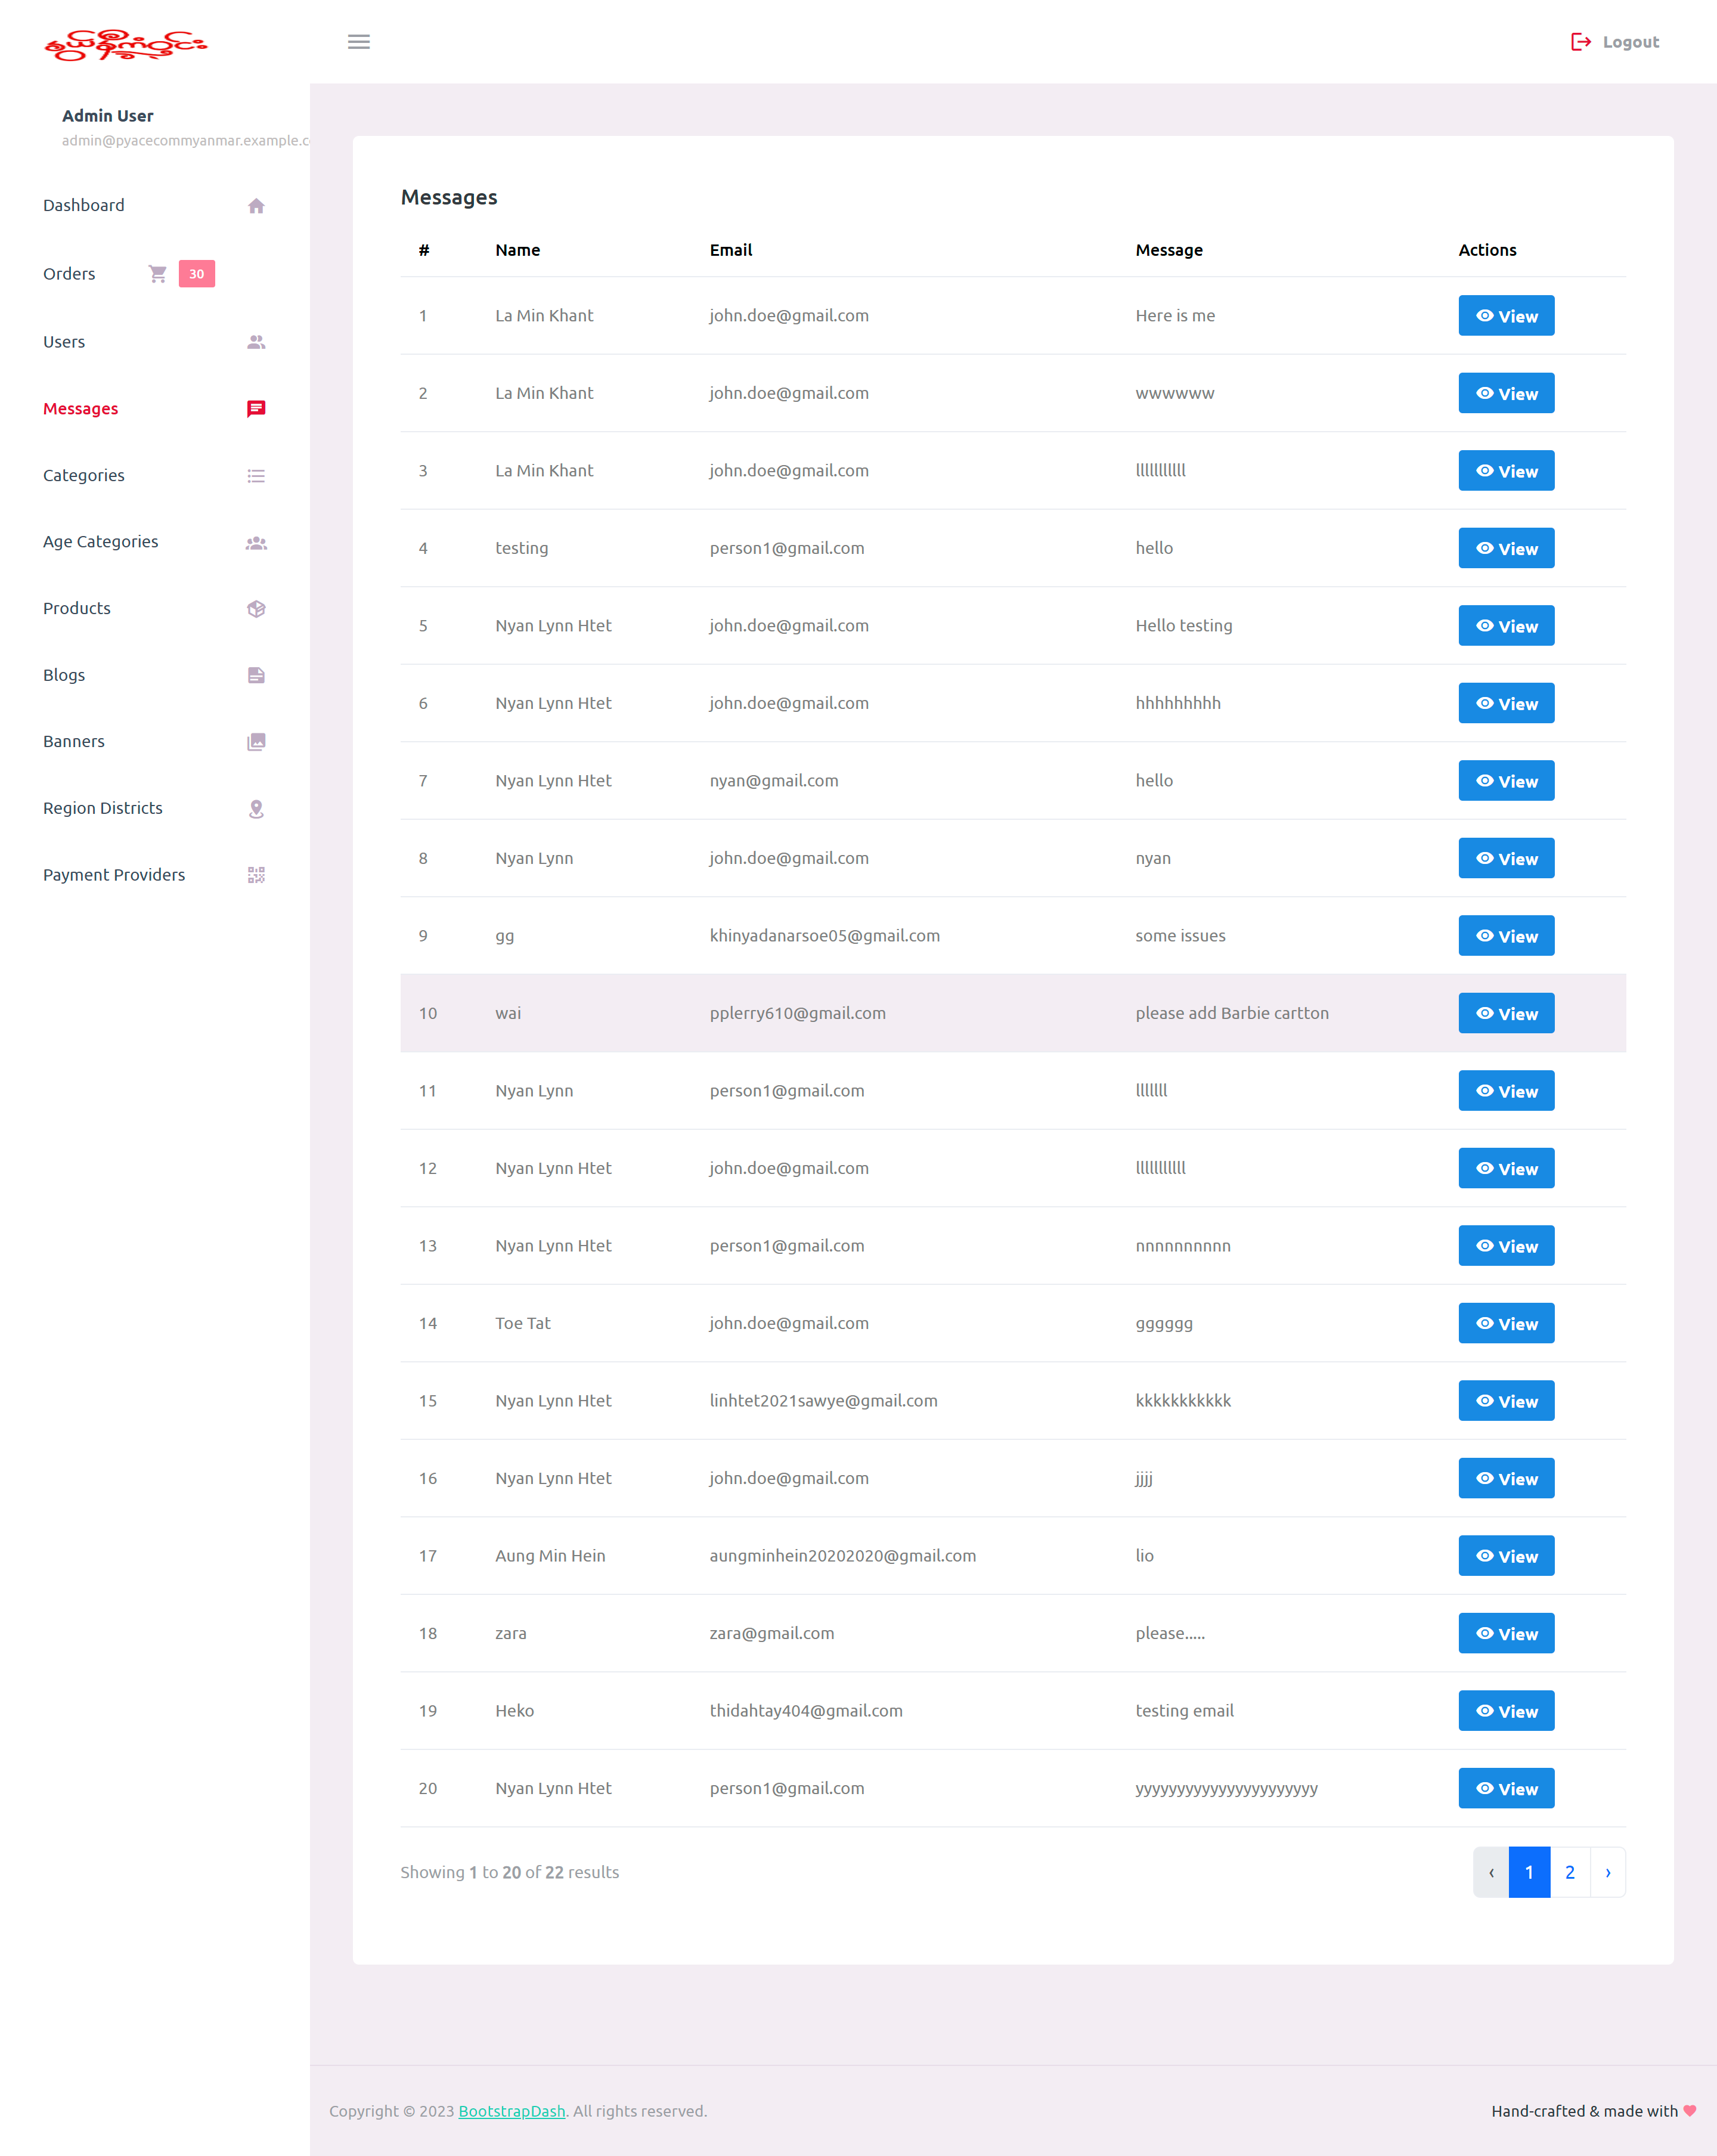 Logout
Admin User
admin@pyacecommyanmar.example.c
Dashboard
Orders 30
Users
Messages
Categories
Age Categories
Products
Blogs
Banners
Region Districts
Payment Providers
Messages
# Name Email Message Actions
1 La Min Khant john.doe@gmail.com Here is me View
2 La Min Khant john.doe@gmail.com wwwwww View
3 La Min Khant john.doe@gmail.com lllllllllll View
4 testing person1@gmail.com hello View
5 Nyan Lynn Htet john.doe@gmail.com Hello testing View
6 Nyan Lynn Htet john.doe@gmail.com hhhhhhhhh View
7 Nyan Lynn Htet nyan@gmail.com hello View
8 Nyan Lynn john.doe@gmail.com nyan View
9 gg khinyadanarsoe05@gmail.com some issues View
10 wai pplerry610@gmail.com please add Barbie cartton View
11 Nyan Lynn person1@gmail.com lllllll View
12 Nyan Lynn Htet john.doe@gmail.com lllllllllll View
13 Nyan Lynn Htet person1@gmail.com nnnnnnnnnn View
14 Toe Tat john.doe@gmail.com gggggg View
15 Nyan Lynn Htet linhtet2021sawye@gmail.com kkkkkkkkkkk View
16 Nyan Lynn Htet john.doe@gmail.com jjjj View
17 Aung Min Hein aungminhein20202020@gmail.com lio View
18 zara zara@gmail.com please..... View
19 Heko thidahtay404@gmail.com testing email View
20 Nyan Lynn Htet person1@gmail.com yyyyyyyyyyyyyyyyyyyyyy View
Showing 1 to 20 of 22 results ‹ 1 2 ›
Copyright © 2023 BootstrapDash. All rights reserved. Hand-crafted & made with